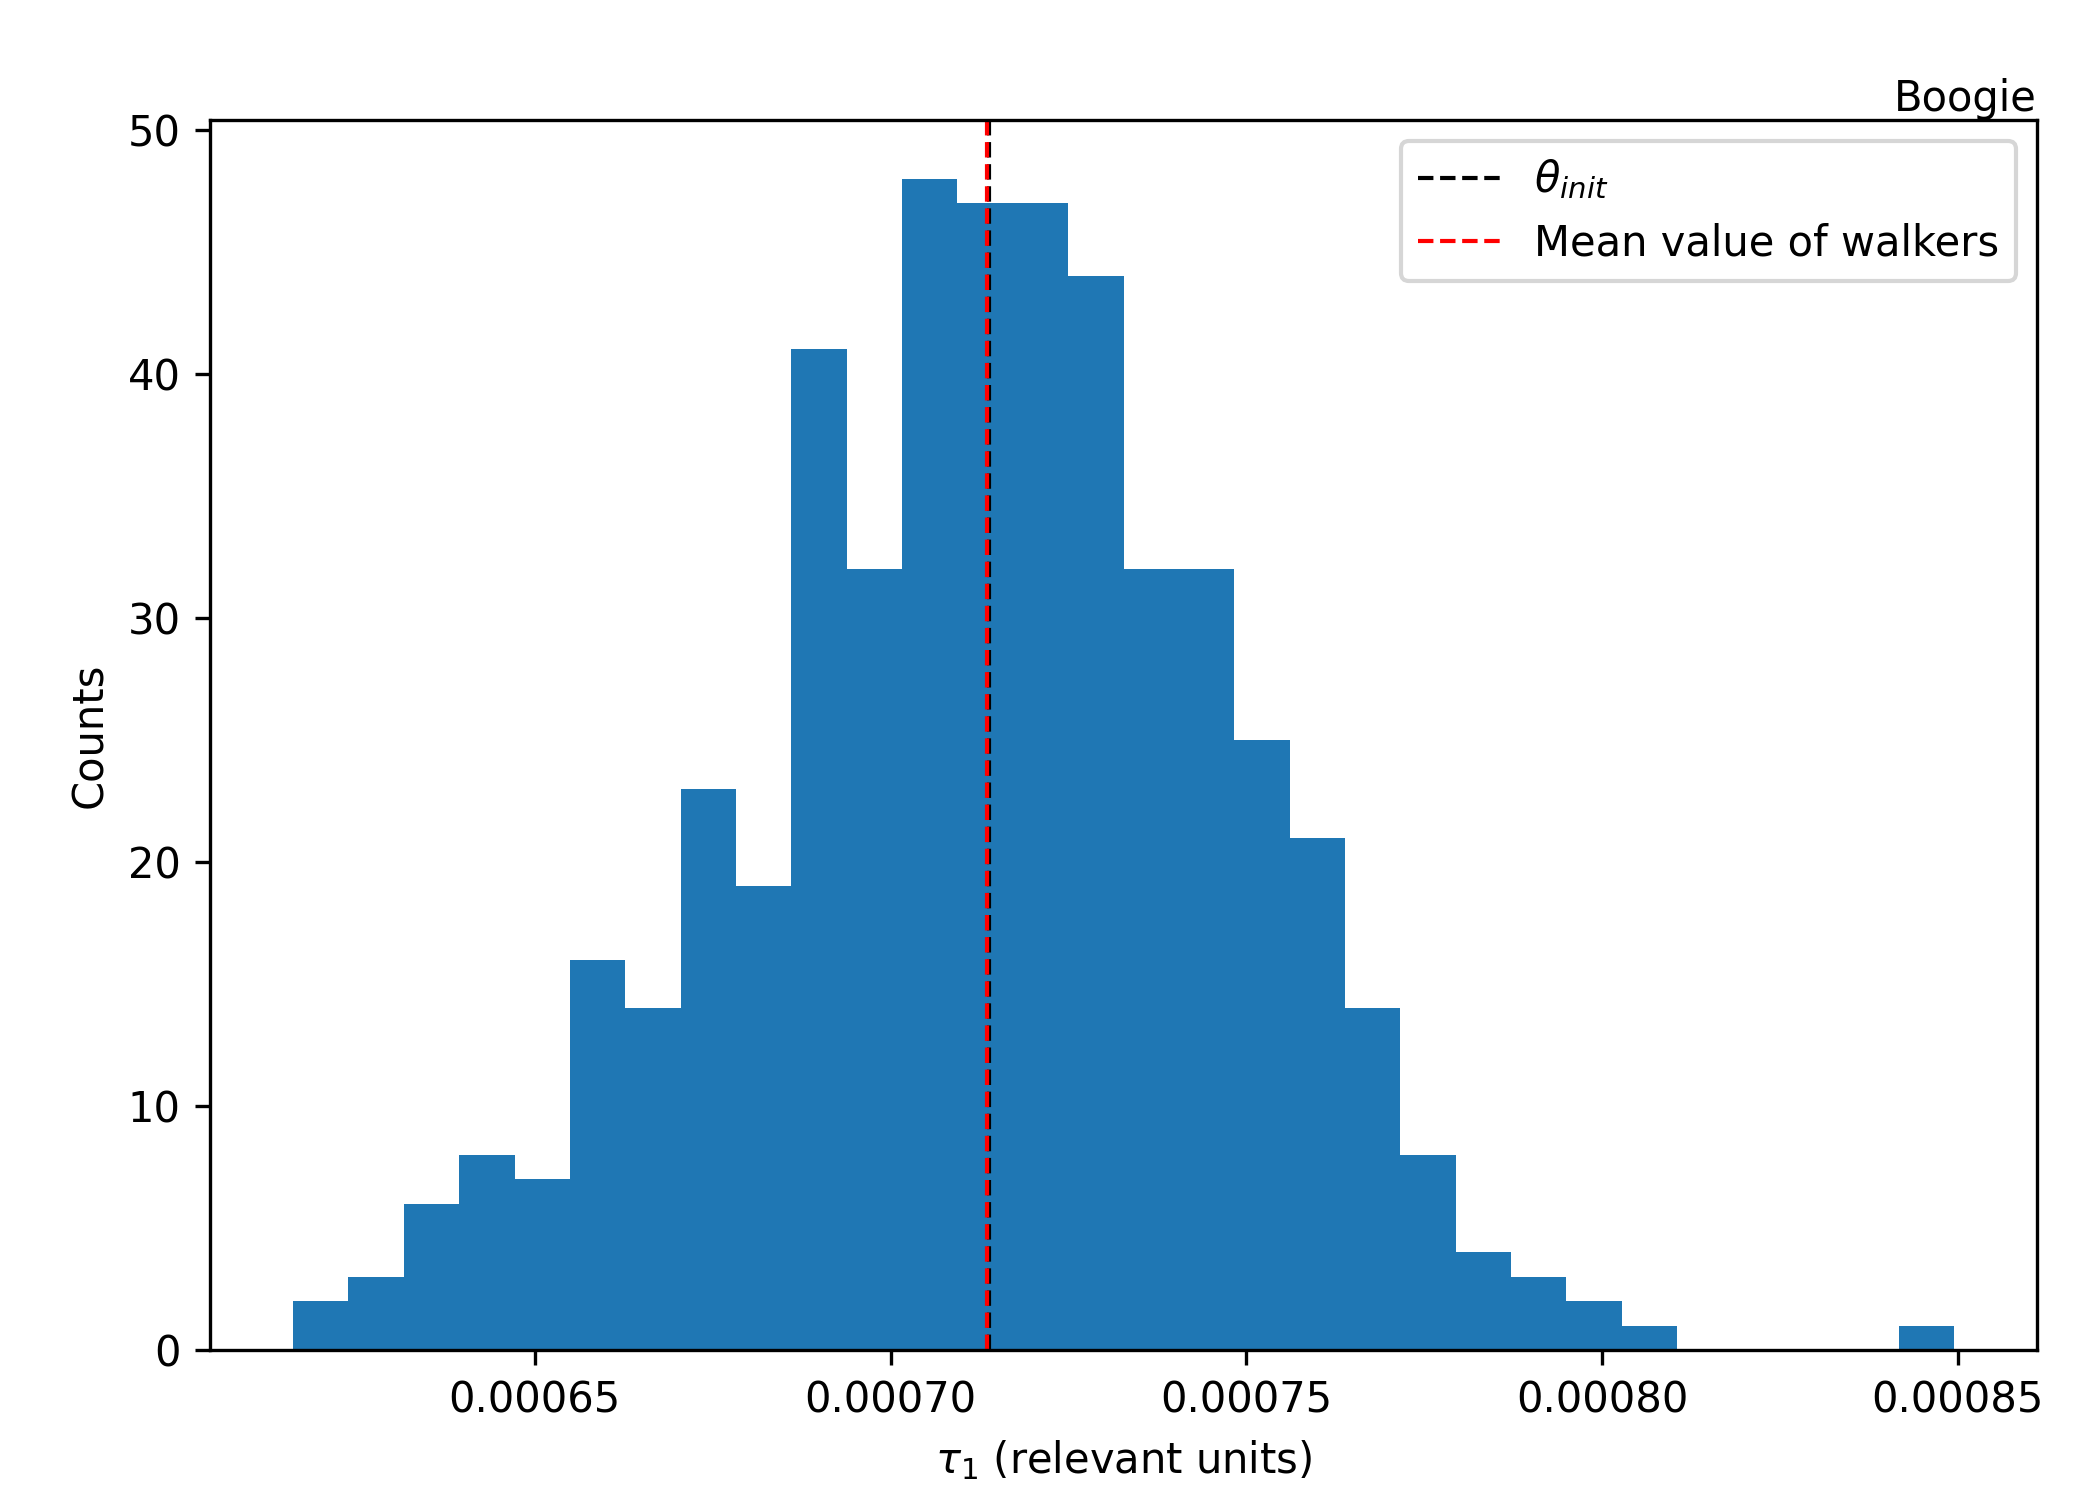 Boogie
50
40
30
20
10
0
Counts
θinit
Mean value of walkers
0.00065 0.00070 0.00075 0.00080 0.00085
τ1 (relevant units)